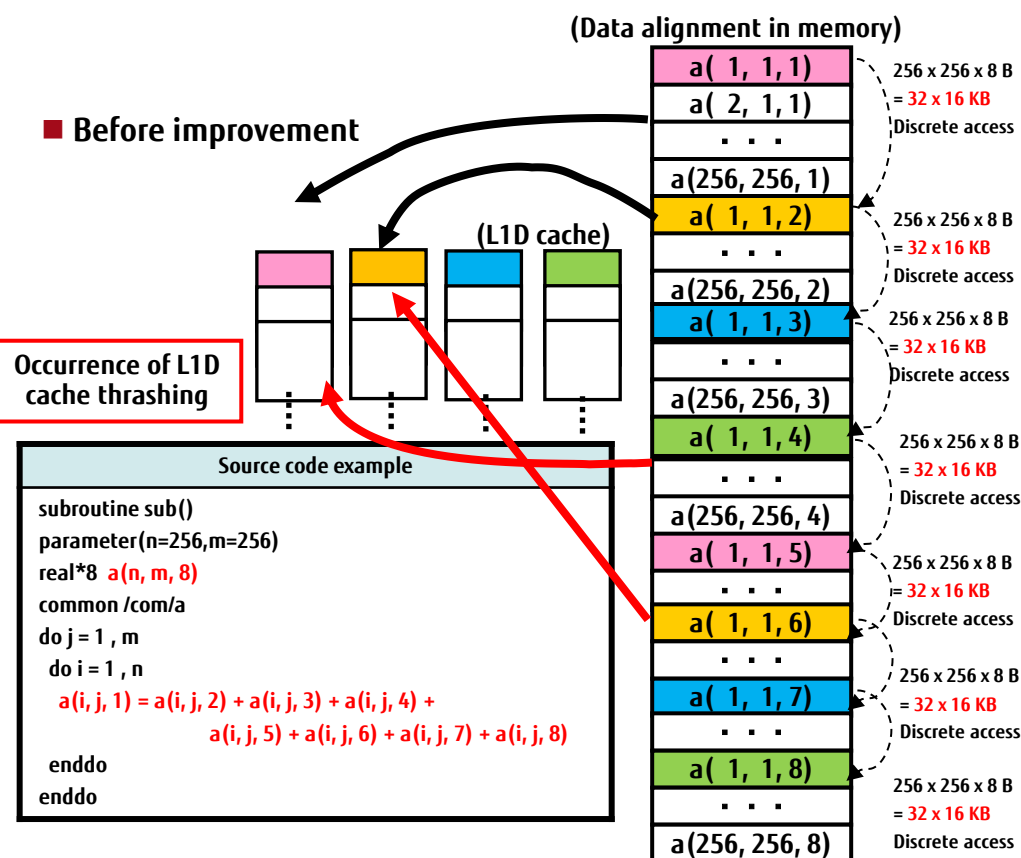 (Data alignment in memory)
■ Before improvement
(L1D cache)
Occurrence of L1D
cache thrashing
Source code example
subroutine sub()
parameter(n=256,m=256)
real*8 a(n, m, 8)
common /com/a
do j = 1 , m
do i = 1 , n
a(i, j, 1) = a(i, j, 2) + a(i, j, 3) + a(i, j, 4) +
a(i, j, 5) + a(i, j, 6) + a(i, j, 7) + a(i, j, 8)
enddo
enddo
a( 1, 1, 1)
a( 2, 1, 1)
. . .
a(256, 256, 1)
a( 1, 1, 2)
. . .
a(256, 256, 2)
a( 1, 1, 3)
. . .
a(256, 256, 3)
a( 1, 1, 4)
. . .
a(256, 256, 4)
a( 1, 1, 5)
. . .
a( 1, 1, 6)
. . .
a( 1, 1, 7)
. . .
a( 1, 1, 8)
. . .
a(256, 256, 8)
256 x 256 x 8 B
= 32 x 16 KB
Discrete access
256 x 256 x 8 B
= 32 x 16 KB
Discrete access
256 x 256 x 8 B
= 32 x 16 KB
Discrete access
256 x 256 x 8 B
= 32 x 16 KB
Discrete access
256 x 256 x 8 B
= 32 x 16 KB
Discrete access
256 x 256 x 8 B
= 32 x 16 KB
Discrete access
256 x 256 x 8 B
= 32 x 16 KB
Discrete access